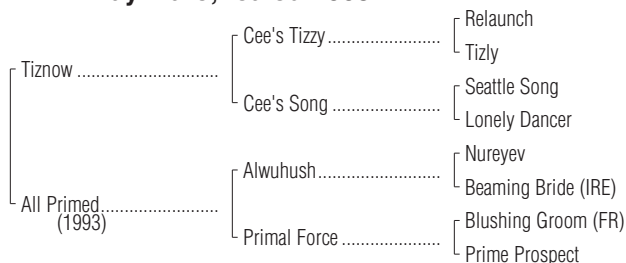 Relaunch
Cee's Tizzy
Tizly
Tiznow
Seattle Song
Cee's Song
Lonely Dancer
Nureyev
Alwuhush
Beaming Bride (IRE)
All Primed
(1993)
Blushing Groom (FR)
Primal Force
Prime Prospect